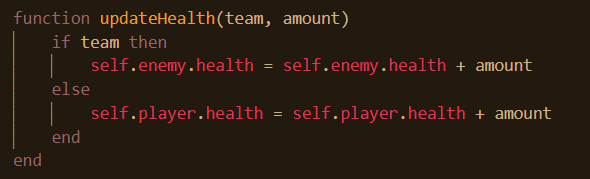 function updateHealth(team, amount)
    if team then
        self.enemy.health = self.enemy.health + amount
    else
        self.player.health = self.player.health + amount
    end
end